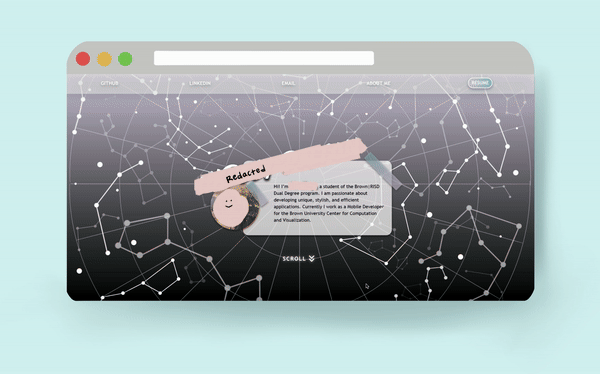 GITHUB
LINKEDIN
EMAIL
ABOUT ME
RESUME
Redacted
Hi! I'm a student of the Brown|RISD
Dual Degree program. I am passionate about
developing unique, stylish, and efficient
applications. Currently I work as a Mobile Developer
for the Brown University Center for Computation
and Visualization.
SCROLL